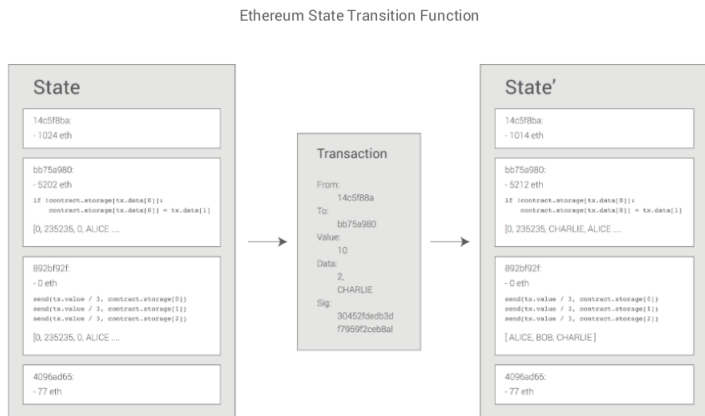 Ethereum State Transition Function
State
14c5f8ba:
- 1024 eth
bb75a980:
- 5202 eth
if !contract.storage[tx.data[0]]:
contract.storage[tx.data[0]] = tx.data[1]
[0, 235235, 0, ALICE ....
892bf92f:
- 0 eth
send(tx.value / 3, contract.storage[0])
send(tx.value / 3, contract.storage[1])
send(tx.value / 3, contract.storage[2])
[0, 235235, 0, ALICE ....
4096ad65:
- 77 eth
Transaction
From:
14c5f88a
To:
bb75a980
Value:
10
Data:
2,
CHARLIE
Sig:
30452fdedb3d
f7959f2ceb8a1
State'
14c5f8ba:
- 1014 eth
bb75a980:
- 5212 eth
if !contract.storage[tx.data[0]]:
contract.storage[tx.data[0]] = tx.data[1]
[0, 235235, CHARLIE, ALICE ....
892bf92f:
- 0 eth
send(tx.value / 3, contract.storage[0])
send(tx.value / 3, contract.storage[1])
send(tx.value / 3, contract.storage[2])
[ ALICE, BOB, CHARLIE ]
4096ad65:
- 77 eth